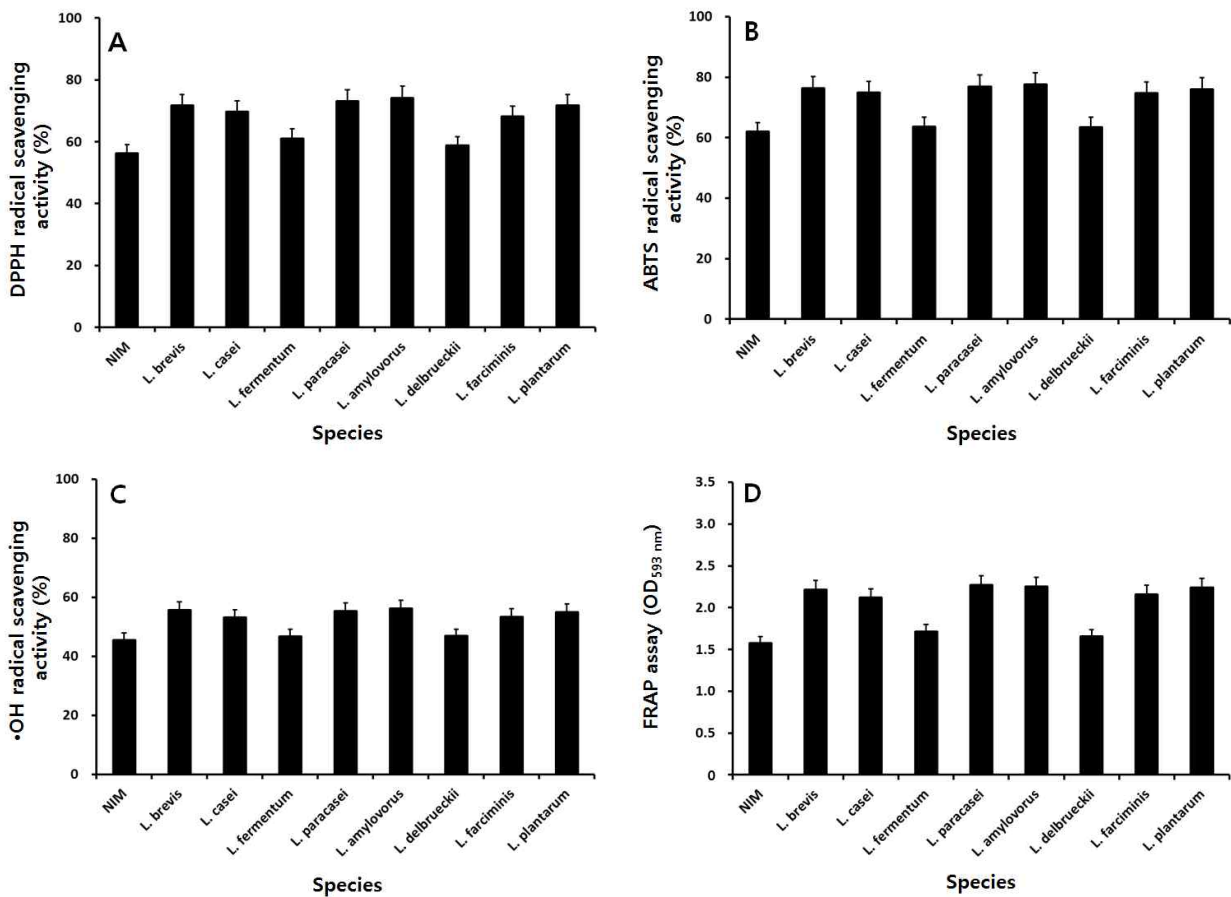 A
DPPH radical scavenging
activity (%)
100
80
60
40
20
0
NIM
L. brevis
L. casei
L. fermentum
L. paracasei
L. amylovorus
L. delbrueckii
L. farciminis
L. plantarum
Species
B
ABTS radical scavenging
activity (%)
100
80
60
40
20
0
NIM
L. brevis
L. casei
L. fermentum
L. paracasei
L. amylovorus
L. delbrueckii
L. farciminis
L. plantarum
Species
C
•OH radical scavenging
activity (%)
100
80
60
40
20
0
NIM
L. brevis
L. casei
L. fermentum
L. paracasei
L. amylovorus
L. delbrueckii
L. farciminis
L. plantarum
Species
D
FRAP assay (OD593 nm)
3.5
3.0
2.5
2.0
1.5
1.0
0.5
0
NIM
L. brevis
L. casei
L. fermentum
L. paracasei
L. amylovorus
L. delbrueckii
L. farciminis
L. plantarum
Species